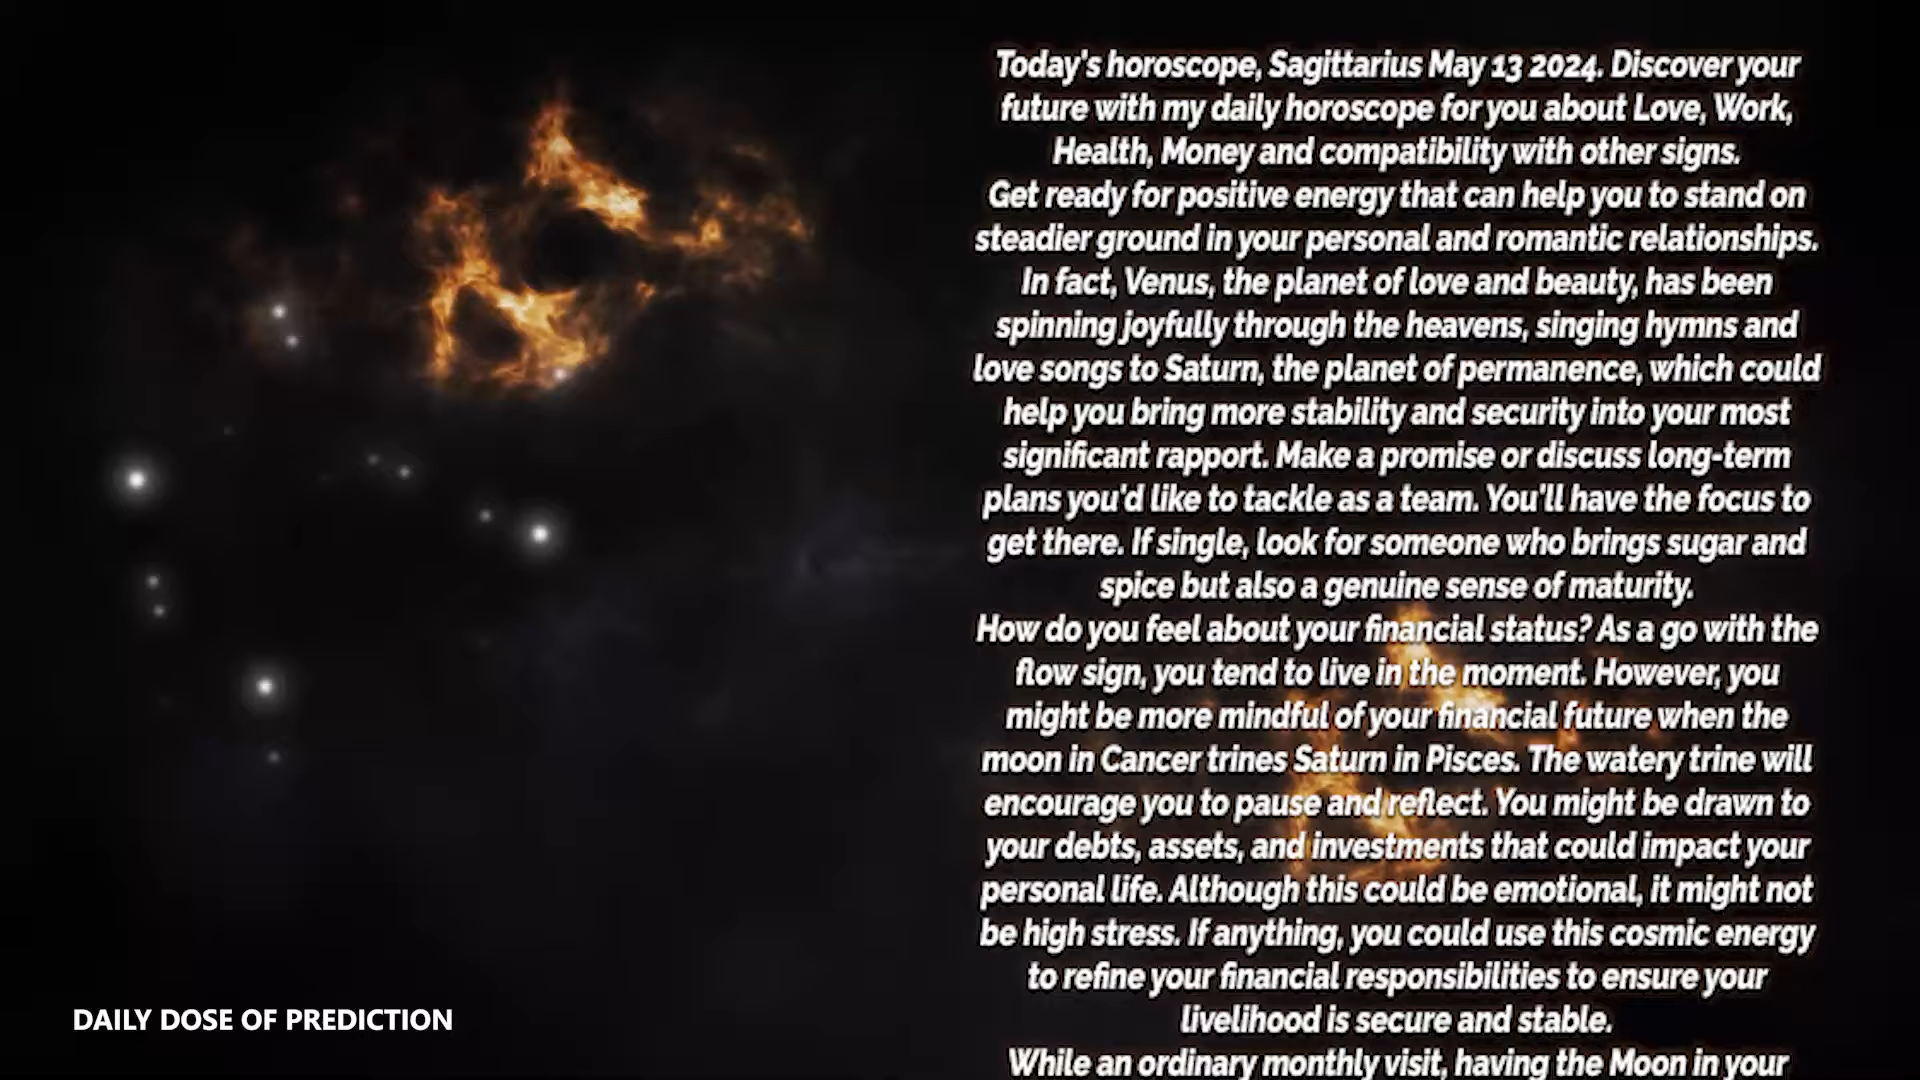 Today's horoscope, Sagittarius May 13 2024. Discover your
future with my daily horoscope for you about Love, Work,
Health, Money and compatibility with other signs.
Get ready for positive energy that can help you to stand on
steadier ground in your personal and romantic relationships.
In fact, Venus, the planet of love and beauty, has been
spinning joyfully through the heavens, singing hymns and
love songs to Saturn, the planet of permanence, which could
help you bring more stability and security into your most
significant rapport. Make a promise or discuss long-term
plans you'd like to tackle as a team. You'll have the focus to
get there. If single, look for someone who brings sugar and
spice but also a genuine sense of maturity.
How do you feel about your financial status? As a go with the
flow sign, you tend to live in the moment. However, you
might be more mindful of your financial future when the
moon in Cancer trines Saturn in Pisces. The watery trine will
encourage you to pause and reflect. You might be drawn to
your debts, assets, and investments that could impact your
personal life. Although this could be emotional, it might not
be high stress. If anything, you could use this cosmic energy
to refine your financial responsibilities to ensure your
livelihood is secure and stable.
While an ordinary monthly visit, having the Moon in your
DAILY DOSE OF PREDICTION